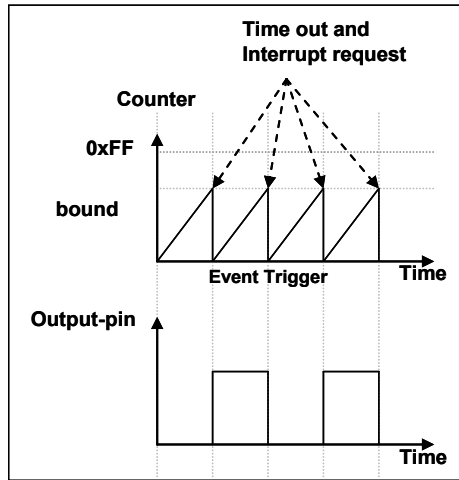 Time out and
Interrupt request
Counter
0xFF
bound
Event Trigger
Time
Output-pin
Time